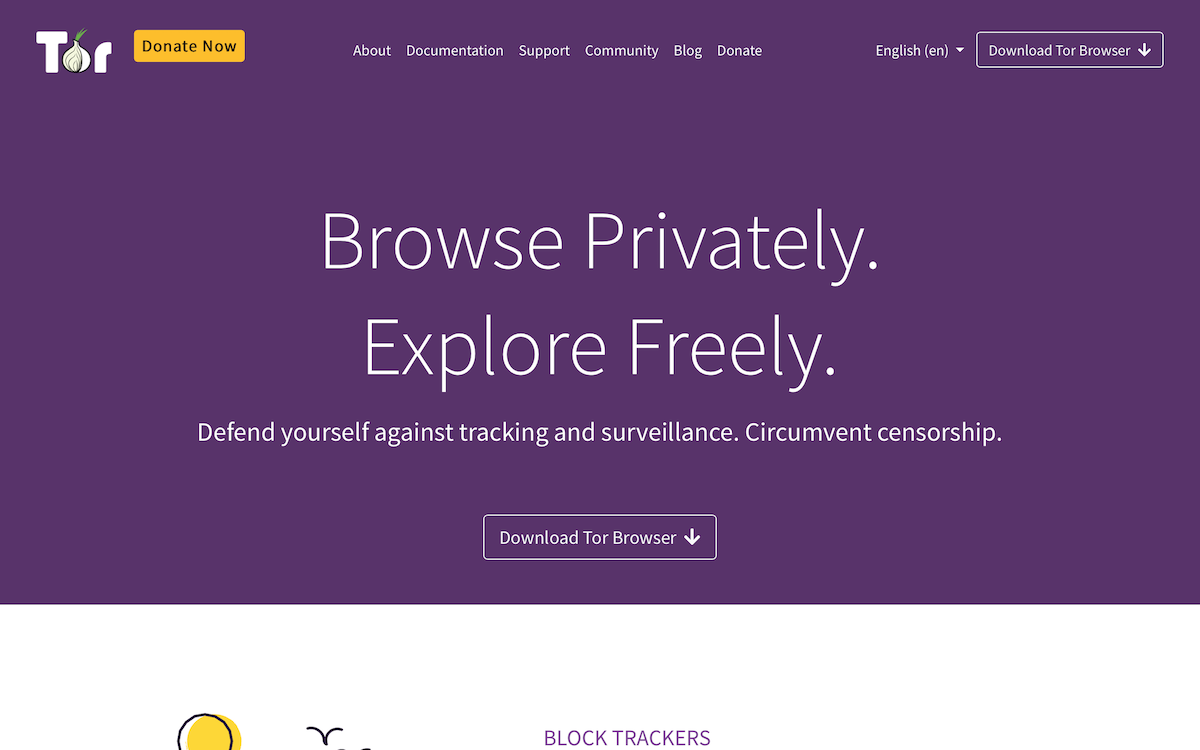 Tor
Donate Now
About Documentation Support Community Blog Donate
English (en)
Download Tor Browser
Browse Privately.
Explore Freely.
Defend yourself against tracking and surveillance. Circumvent censorship.
Download Tor Browser
BLOCK TRACKERS